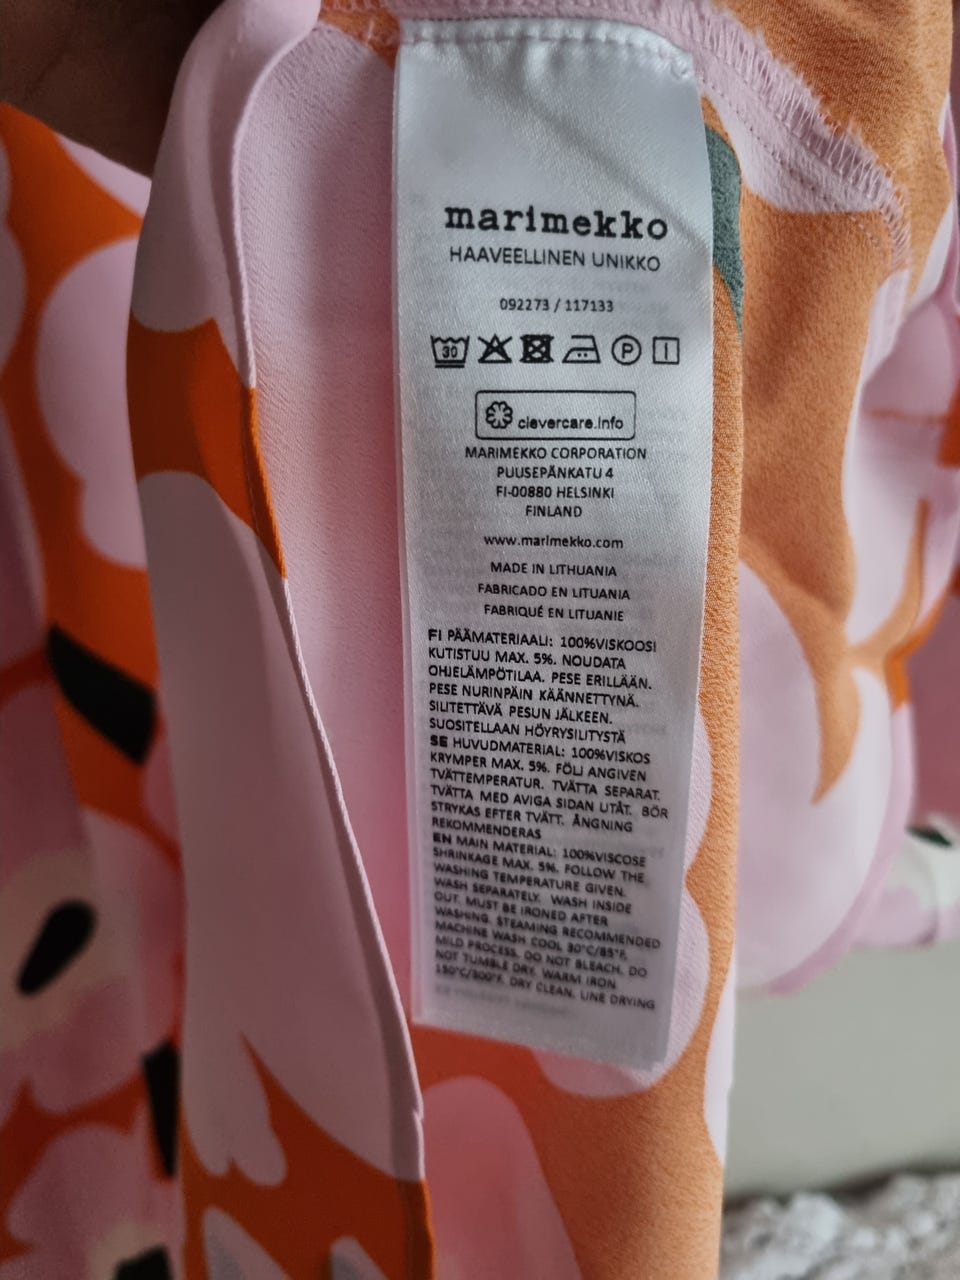 marimekko
HAAVEELLINEN UNIKKO
092273 / 117133
30
P
clevercare.info
MARIMEKKO CORPORATION
PUUSEPÄNKATU 4
FI-00880 HELSINKI
FINLAND
www.marimekko.com
MADE IN LITHUANIA
FABRICADO EN LITUANIA
FABRIQUÉ EN LITUANIE
FI PÄÄMATERIAALI: 100%VISKOOSI
KUTISTUU MAX. 5%. NOUDATA
OHJELÄMPÖTILAA. PESE ERILLÄÄN.
PESE NURINPÄIN KÄÄNNETTYNÄ.
SILITETTÄVÄ PESUN JÄLKEEN.
SUOSITELLAAN HÖYRYSILITYSTÄ
SE HUVUDMATERIAL: 100%VISKOS
KRYMPER MAX. 5%. FÖLJ ANGIVEN
TVÄTTEMPERATUR. TVÄTTA SEPARAT.
TVÄTTA MED AVIGA SIDAN UTÅT. BÖR
STRYKAS EFTER TVÄTT. ÅNGNING
REKOMMENDERAS
EN MAIN MATERIAL: 100%VISCOSE
SHRINKAGE MAX. 5%. FOLLOW THE
WASHING TEMPERATURE GIVEN.
WASH SEPARATELY. WASH INSIDE
OUT. MUST BE IRONED AFTER
WASHING. STEAMING RECOMMENDED
MACHINE WASH COOL 30°C/85°F,
MILD PROCESS. DO NOT BLEACH. DO
NOT TUMBLE DRY. WARM IRON
150°C/300°F. DRY CLEAN. LINE DRYING